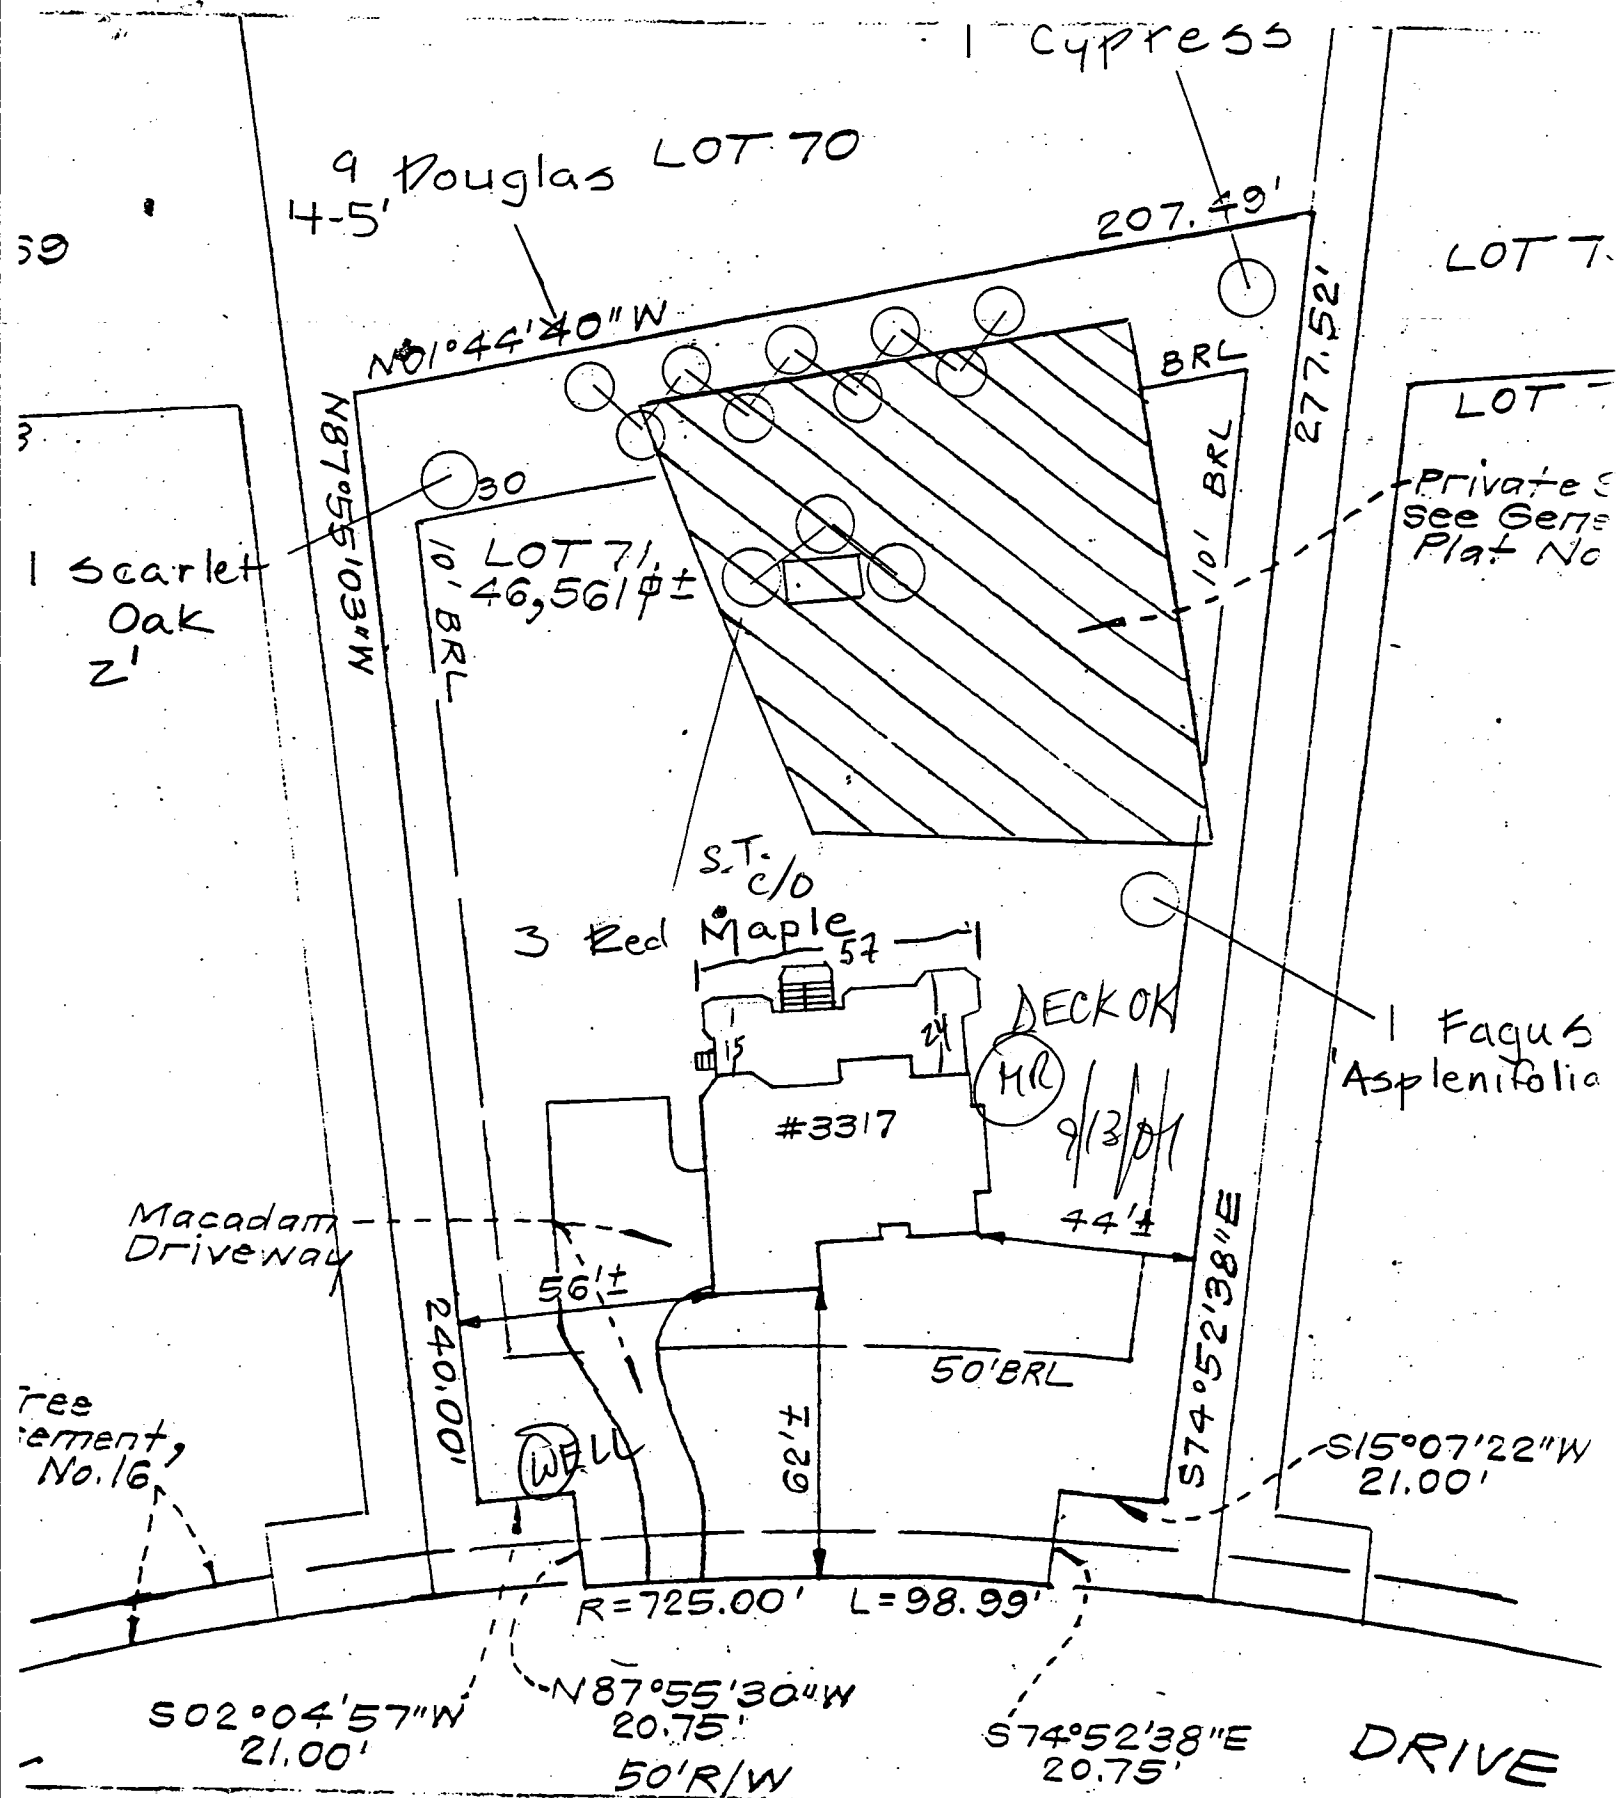 1 Cypress
LOT 70
9 Douglas
4-5'
207.49'
59
LOT 7
N01°44'40"W
277.52'
BRL
LOT
N87°55'03"W
30
10' BRL
Private S
See Gene
Plat No
1 Scarlet
Oak
2'
LOT 71
46,561 ⏀ ±
10' BRL
S.T.
c/o
3 Red Maple
57
15
24
DECK OK
MR
9/13/04
1 Fagus
'Asplenifolia
#3317
Macadam
Driveway
44'±
56'±
240.00'
S74°52'38"E
50'BRL
62'±
WELL
ree
ement,
No.16
S15°07'22"W
21.00'
R=725.00' L=98.99'
S02°04'57"W
21.00'
N87°55'30"W
20.75'
S74°52'38"E
20.75'
50'R/W
DRIVE